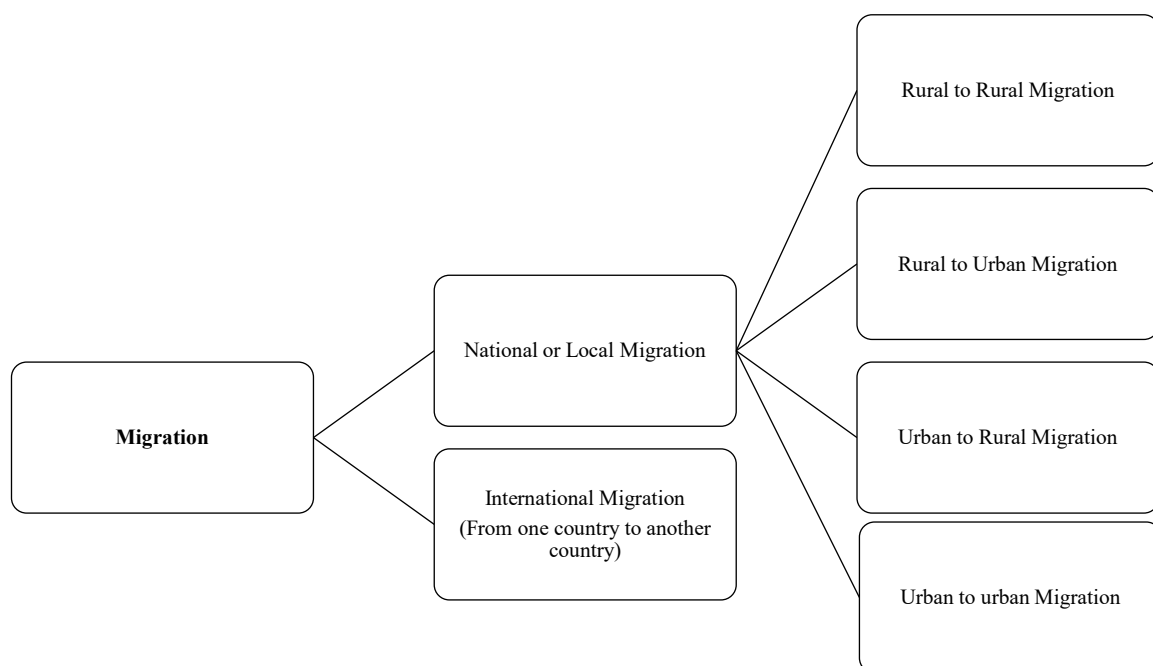 Migration
National or Local Migration
International Migration
(From one country to another
country)
Rural to Rural Migration
Rural to Urban Migration
Urban to Rural Migration
Urban to urban Migration